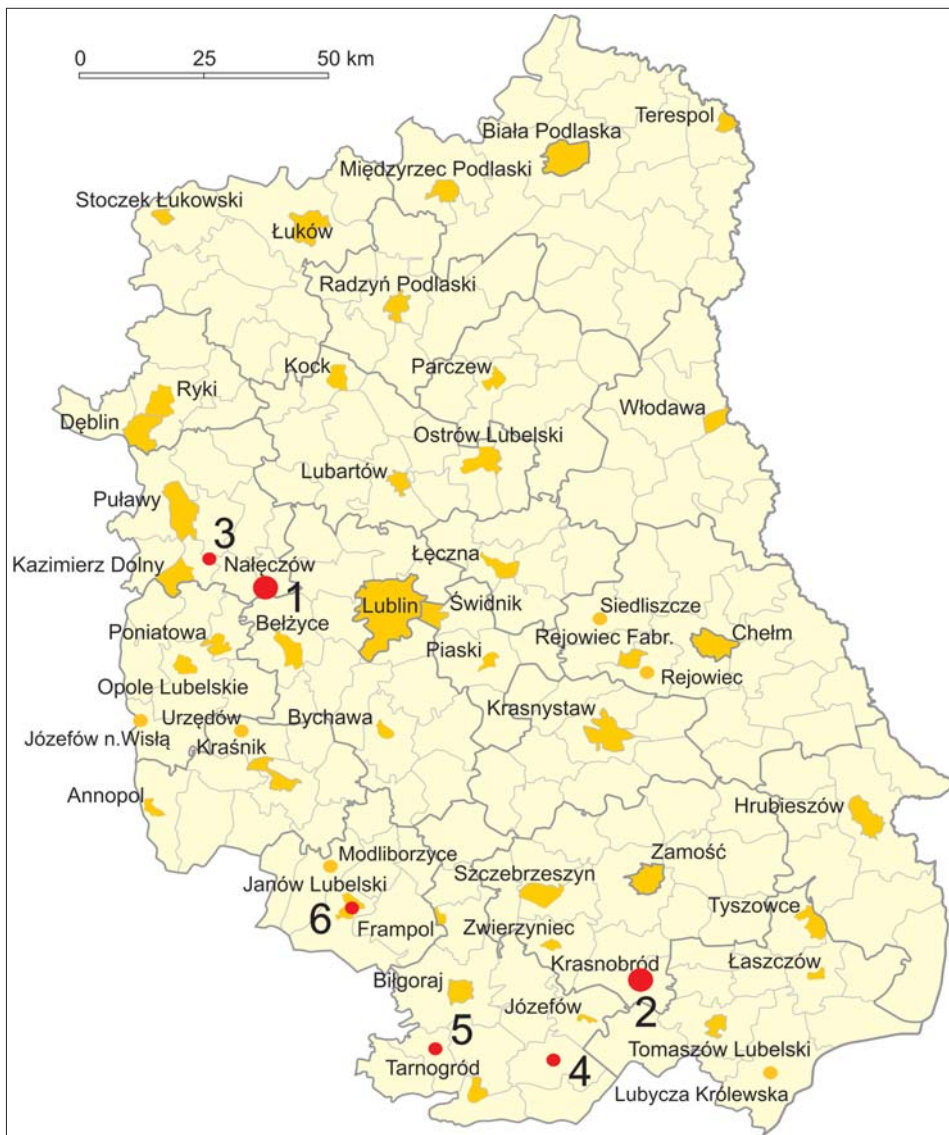 0 25 50 km
Terespol
Biała Podlaska
Międzyrzec Podlaski
Stoczek Łukowski
Łuków
Radzyń Podlaski
Kock
Parczew
Ryki
Włodawa
Dęblin
Ostrów Lubelski
Lubartów
Puławy
3
Kazimierz Dolny
Nałęczów
1
Łęczna
Lublin
Świdnik
Siedliszcze
Bełżyce
Poniatowa
Piaski
Rejowiec Fabr.
Chełm
Rejowiec
Opole Lubelskie
Urzędów
Bychawa
Krasnystaw
Józefów n.Wisłą
Kraśnik
Annopol
Hrubieszów
Modliborzyce
Zamość
Janów Lubelski
Szczebrzeszyn
6
Frampol
Tyszowce
Zwierzyniec
Krasnobród
Łaszczów
Biłgoraj
2
Józefów
5
Tarnogród
4
Tomaszów Lubelski
Lubycza Królewska